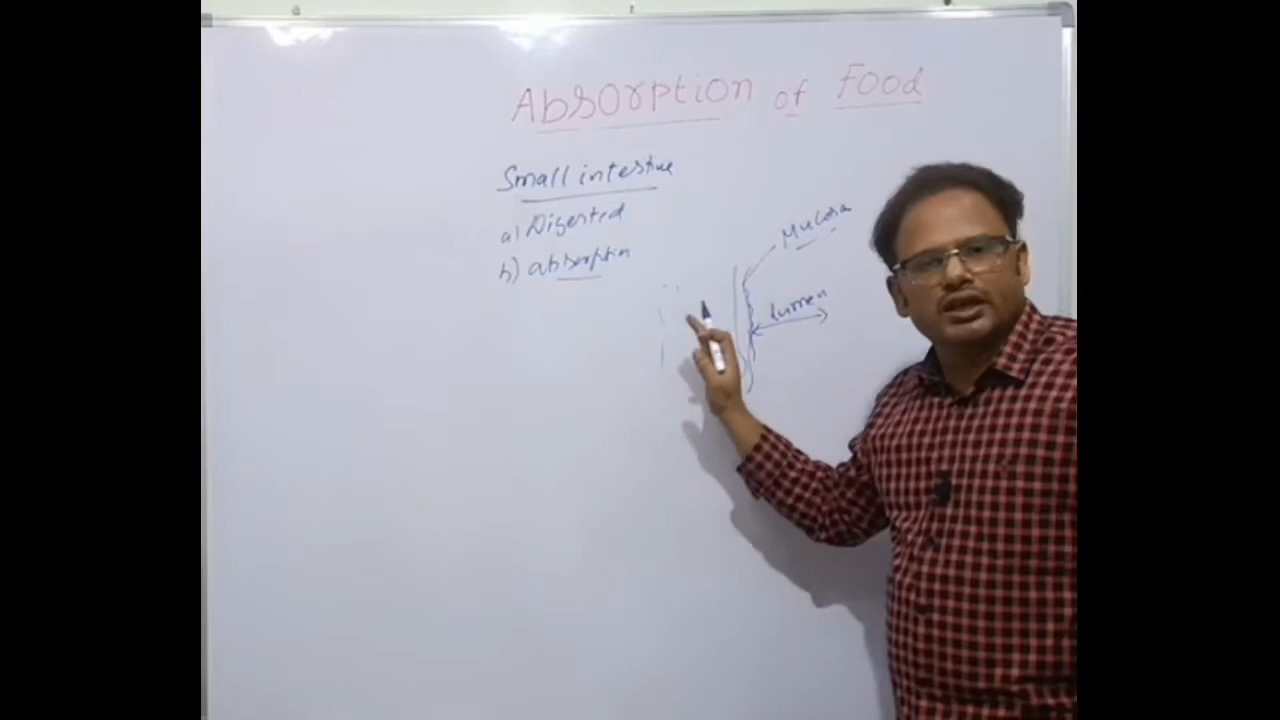 Absorption of Food
Small intestine
a) Digested
b) absorption
Mucosa
lumen